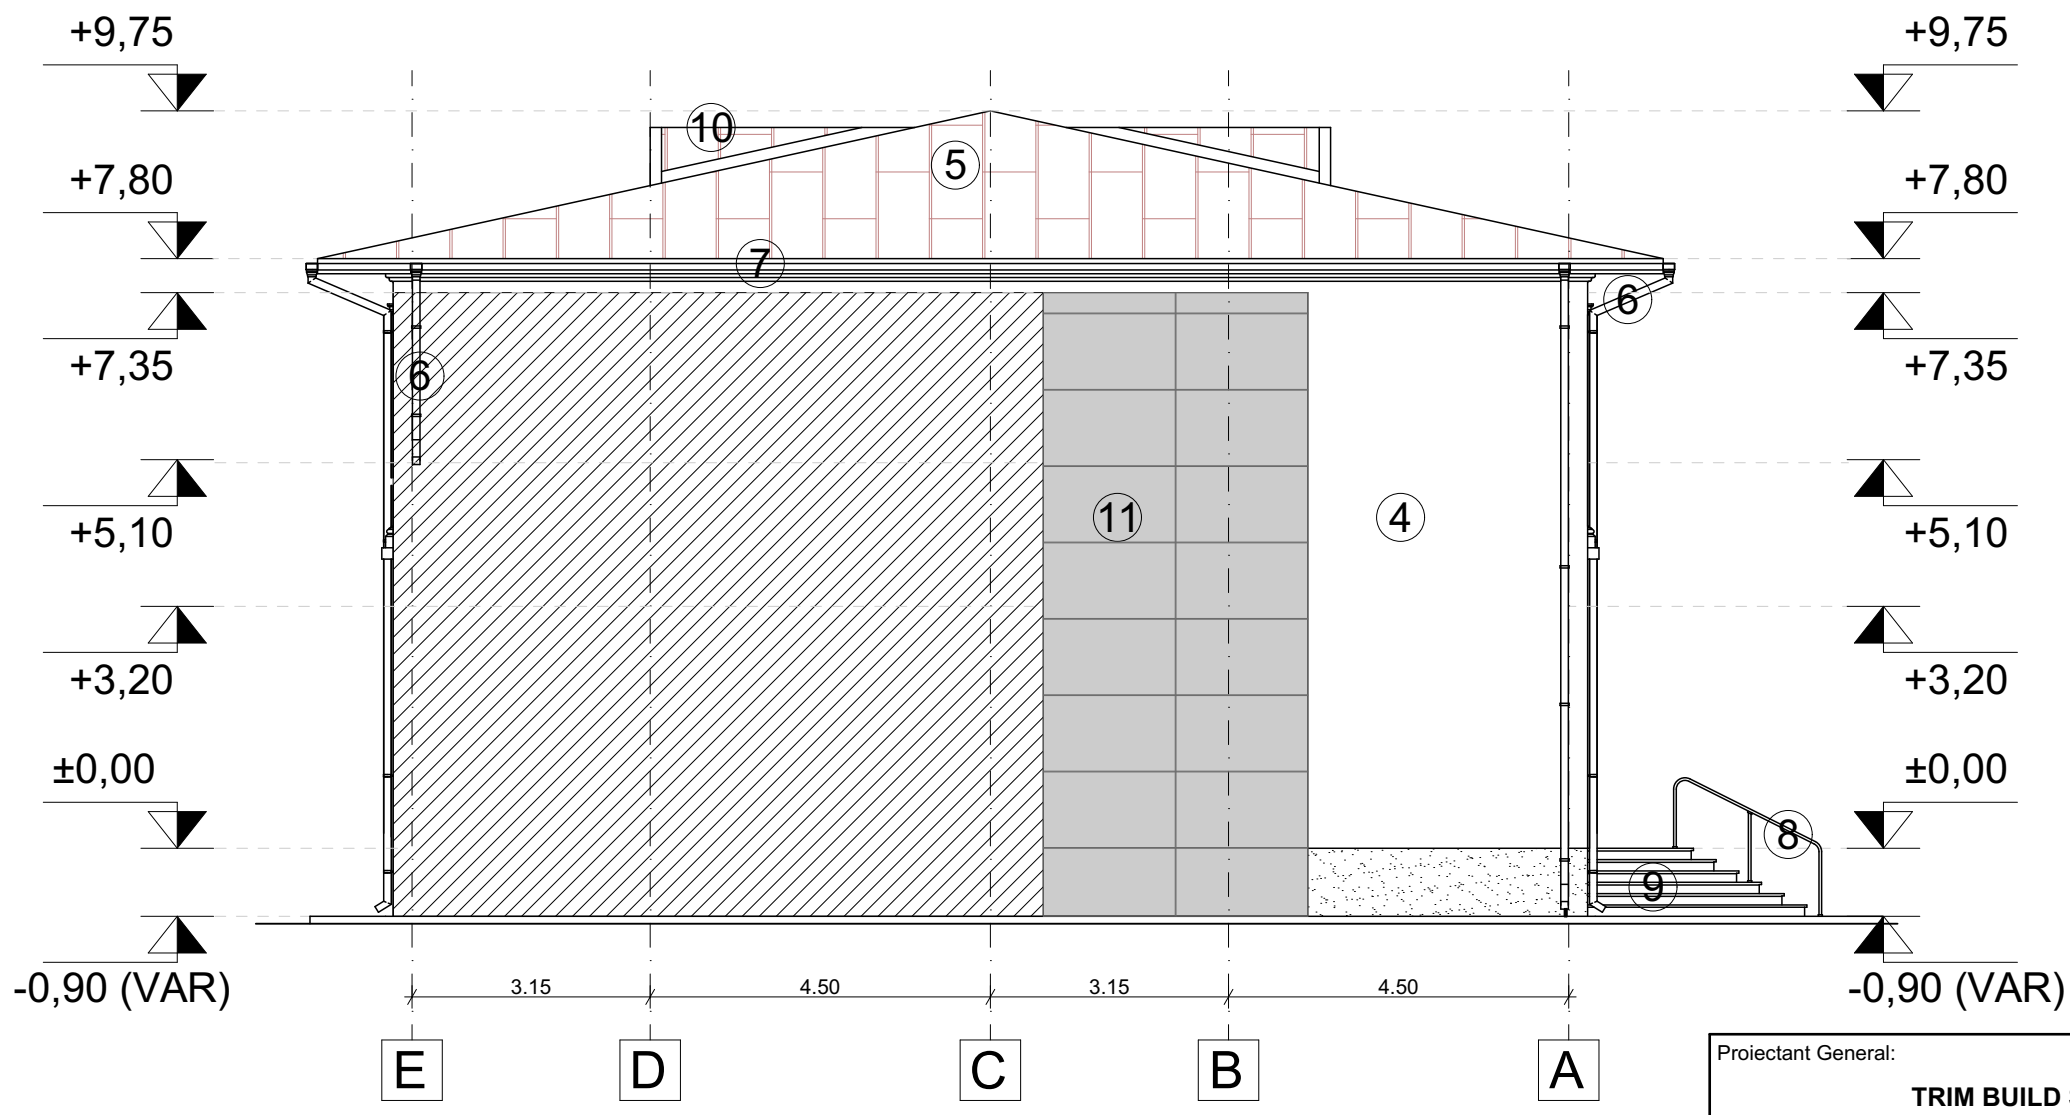 +9,75
+9,75
10
5
+7,80
+7,80
7
6
+7,35
6
+7,35
11
4
+5,10
+5,10
+3,20
+3,20
±0,00
±0,00
8
9
-0,90 (VAR)
3.15
4.50
3.15
4.50
-0,90 (VAR)
E
D
C
B
A
Proiectant General:
TRIM BUILD